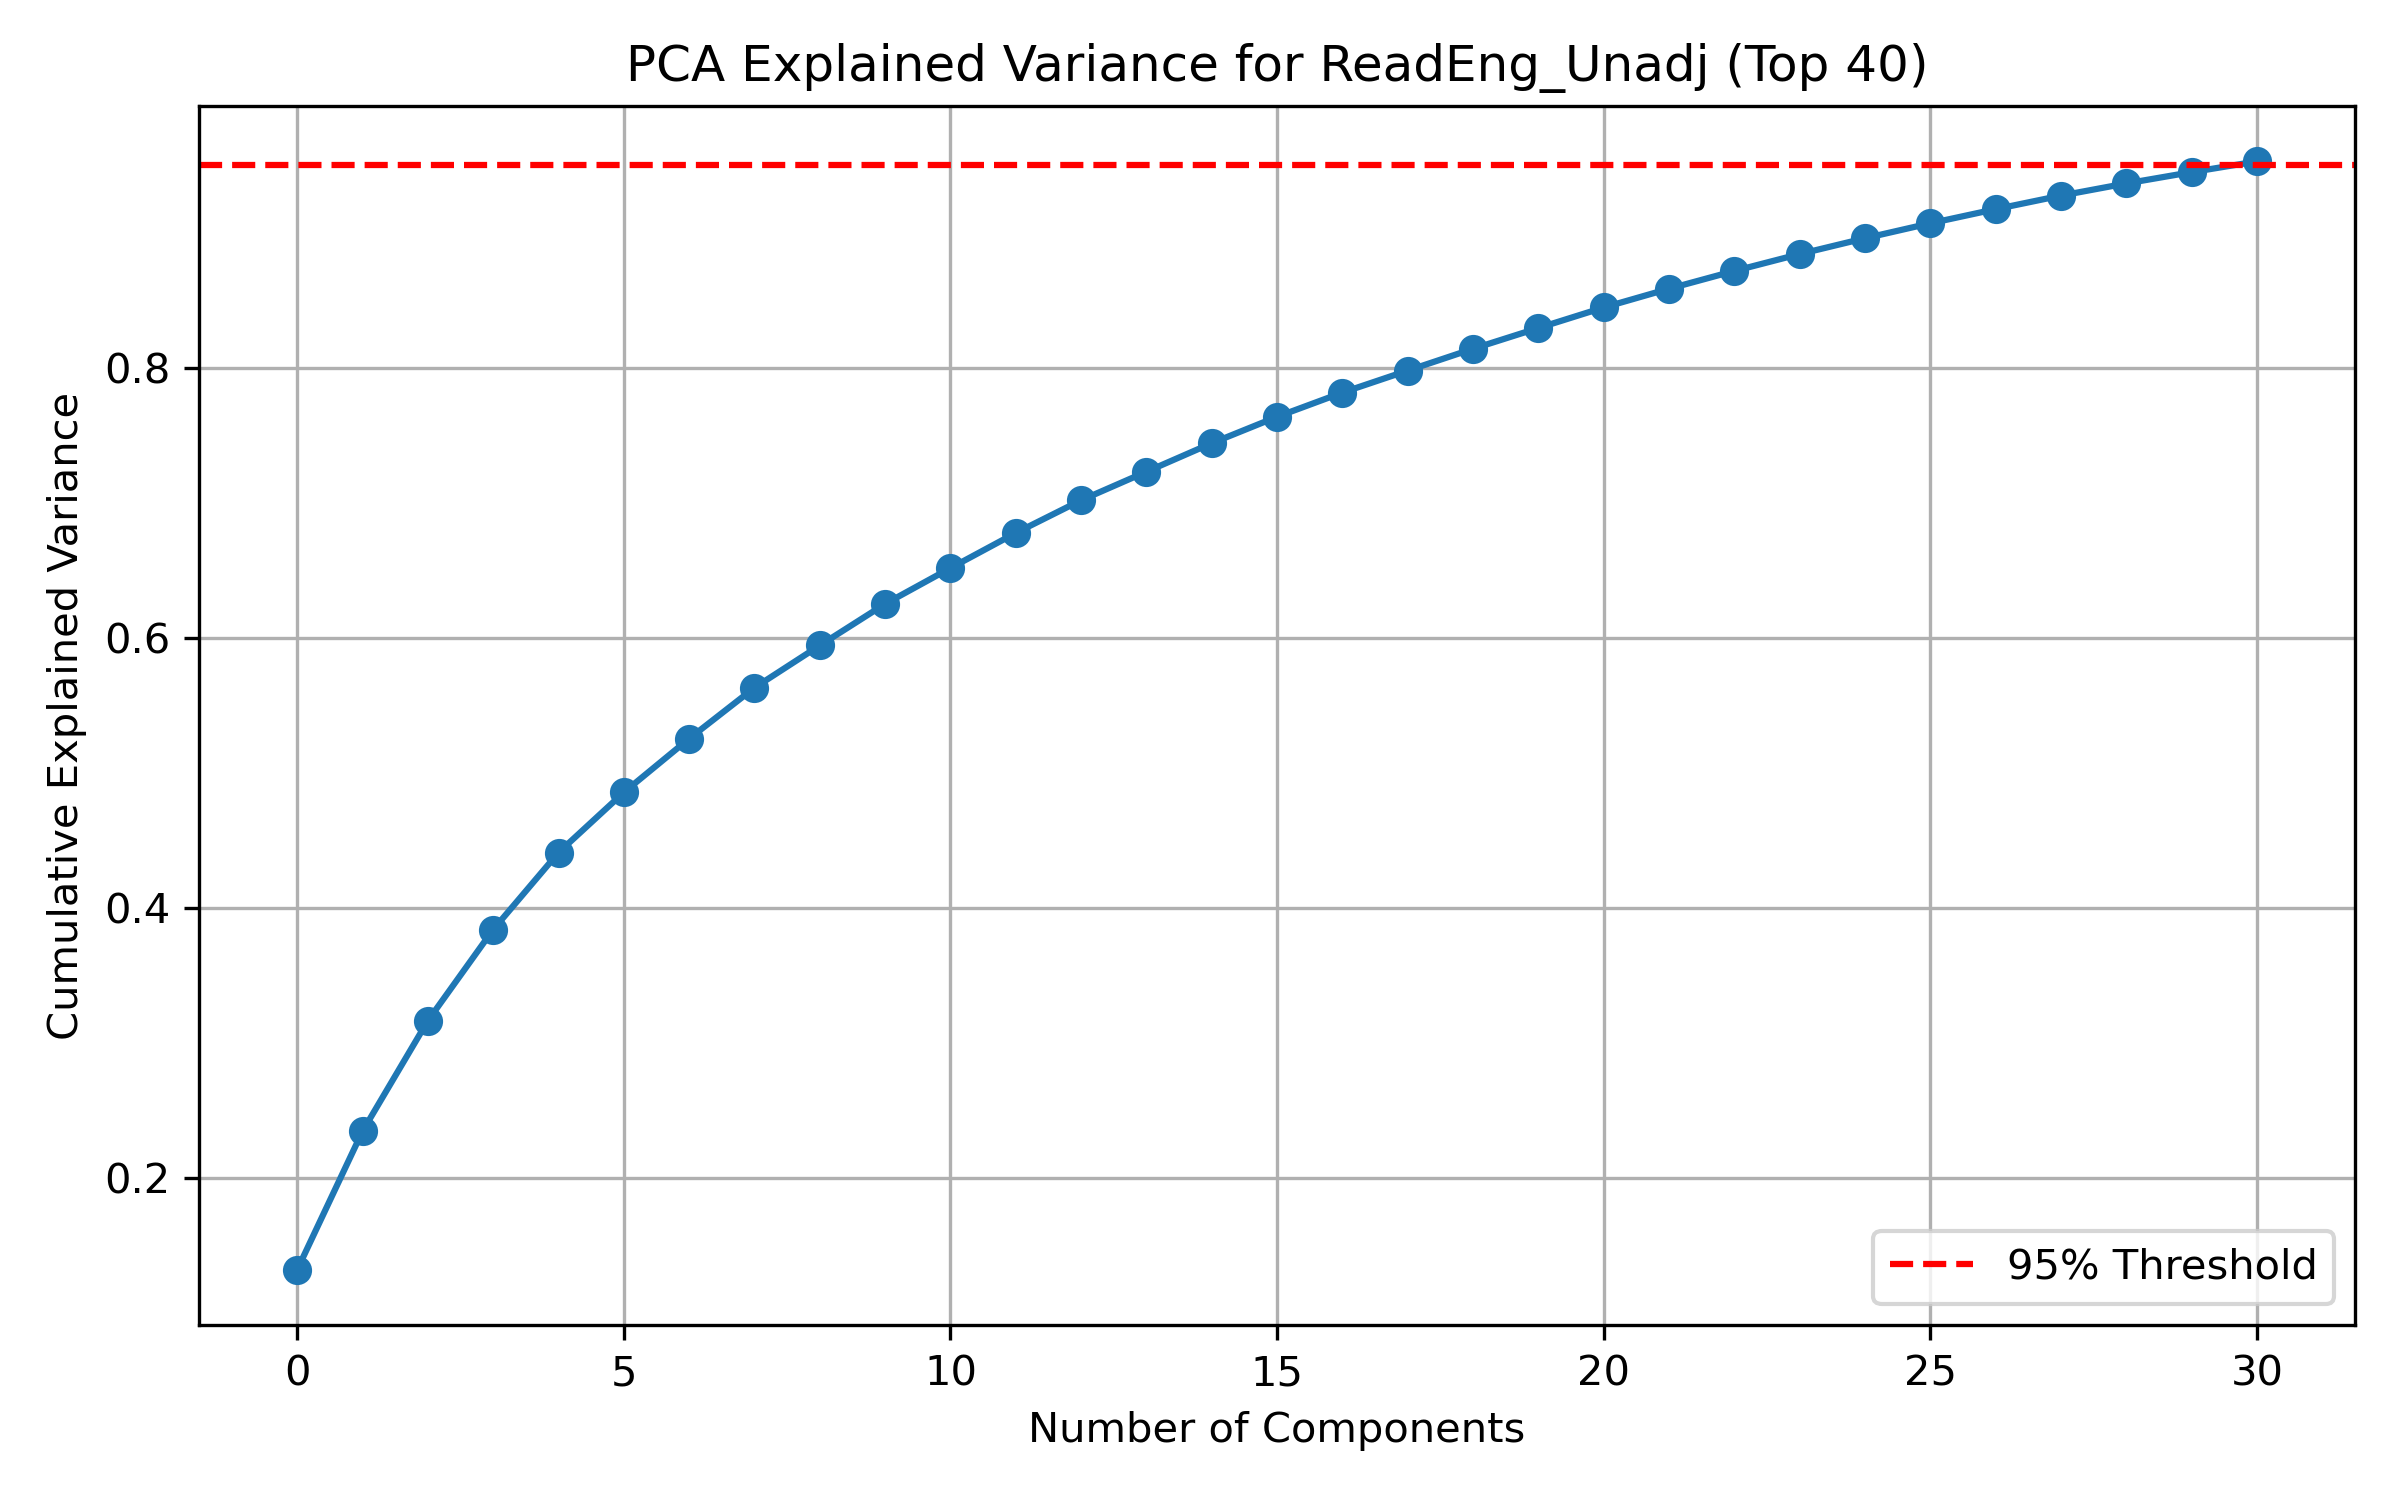 PCA Explained Variance for ReadEng_Unadj (Top 40)
Cumulative Explained Variance
0.8
0.6
0.4
0.2
95% Threshold
0 5 10 15 20 25 30
Number of Components